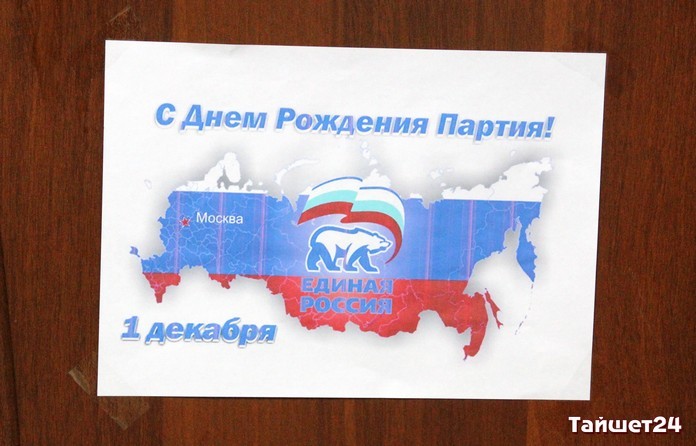 С Днем Рождения Партия!
Москва
ЕДИНАЯ
РОССИЯ
1 декабря
Тайшет24